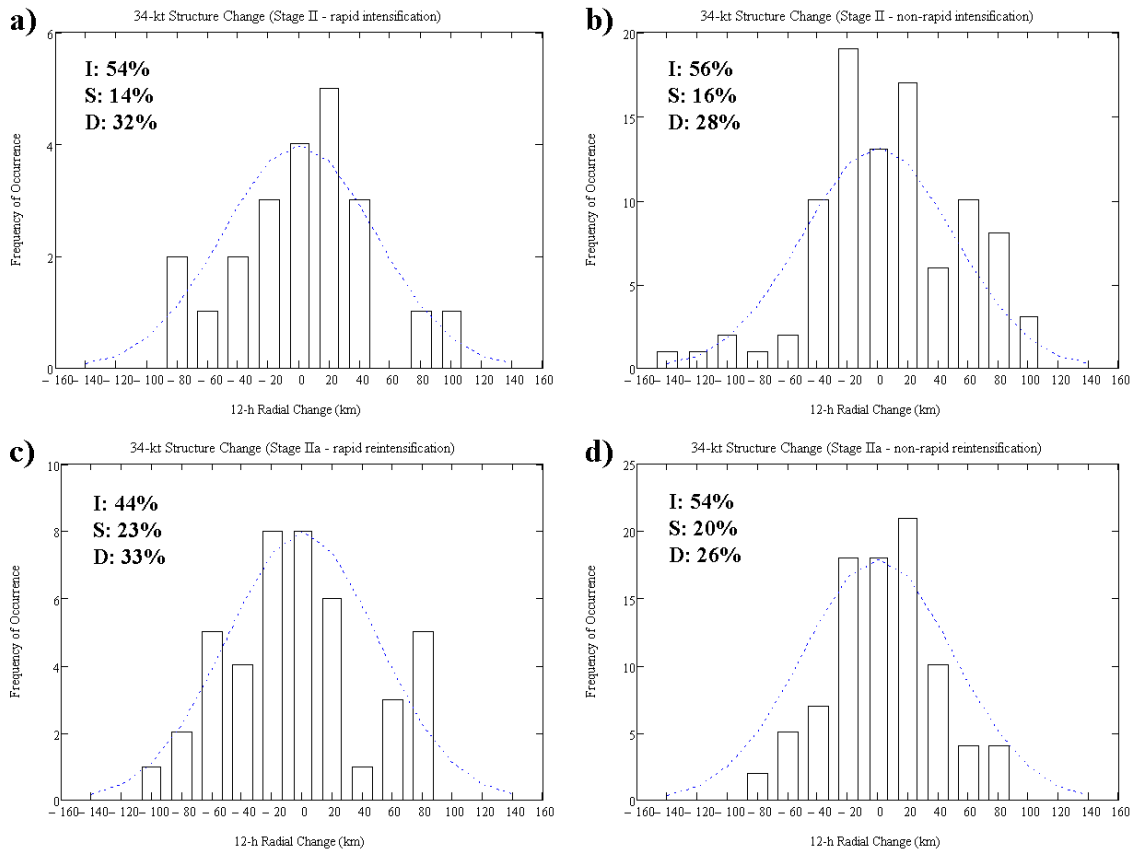 a)
34-kt Structure Change (Stage II - rapid intensification)
I: 54%
S: 14%
D: 32%
Frequency of Occurrence
6
4
2
0
− 160 − 140 − 120 − 100 − 80 − 60 − 40 − 20 0 20 40 60 80 100 120 140 160
12-h Radial Change (km)
b)
34-kt Structure Change (Stage II - non-rapid intensification)
I: 56%
S: 16%
D: 28%
Frequency of Occurrence
20
15
10
5
0
− 160 − 140 − 120 − 100 − 80 − 60 − 40 − 20 0 20 40 60 80 100 120 140 160
12-h Radial Change (km)
c)
34-kt Structure Change (Stage IIa - rapid reintensification)
I: 44%
S: 23%
D: 33%
Frequency of Occurrence
10
8
6
4
2
0
− 160 − 140 − 120 − 100 − 80 − 60 − 40 − 20 0 20 40 60 80 100 120 140 160
12-h Radial Change (km)
d)
34-kt Structure Change (Stage IIa - non-rapid reintensification)
I: 54%
S: 20%
D: 26%
Frequency of Occurrence
25
20
15
10
5
0
− 160 − 140 − 120 − 100 − 80 − 60 − 40 − 20 0 20 40 60 80 100 120 140 160
12-h Radial Change (km)